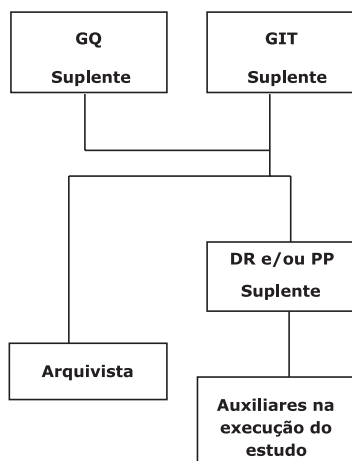 GQ
Suplente
GIT
Suplente
DR e/ou PP
Suplente
Arquivista
Auxiliares na
execução do
estudo